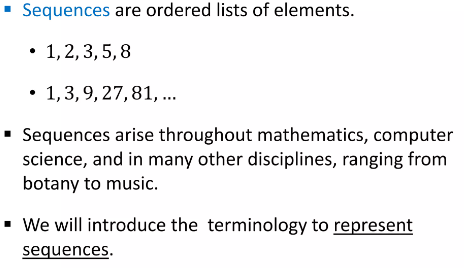 ▪ Sequences are ordered lists of elements.
• 1, 2, 3, 5, 8
• 1, 3, 9, 27, 81, ...
▪ Sequences arise throughout mathematics, computer
science, and in many other disciplines, ranging from
botany to music.
▪ We will introduce the terminology to represent
sequences.